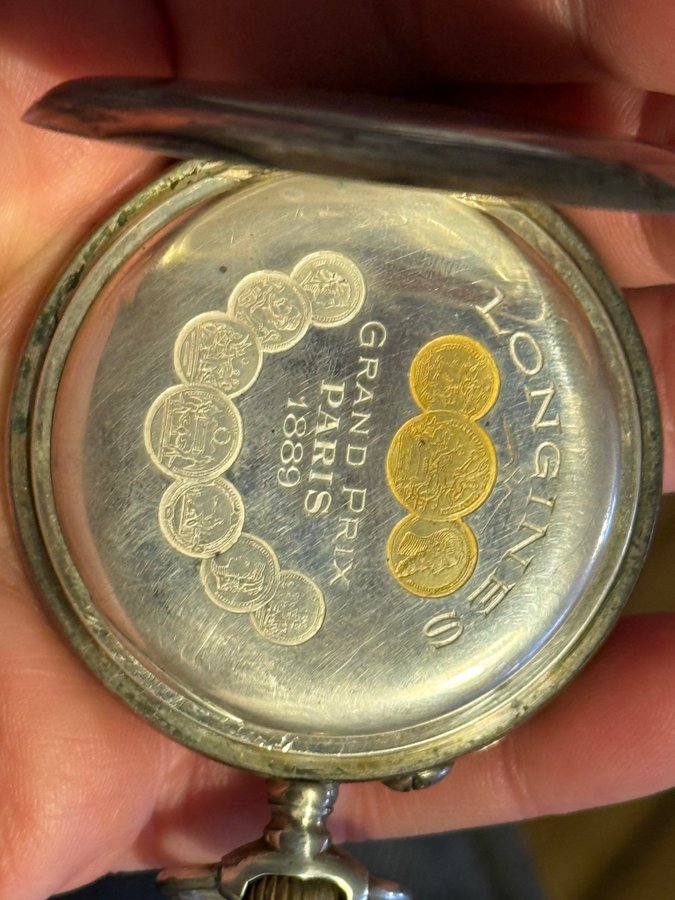 LONGINES
GRAND PRIX
PARIS
1889